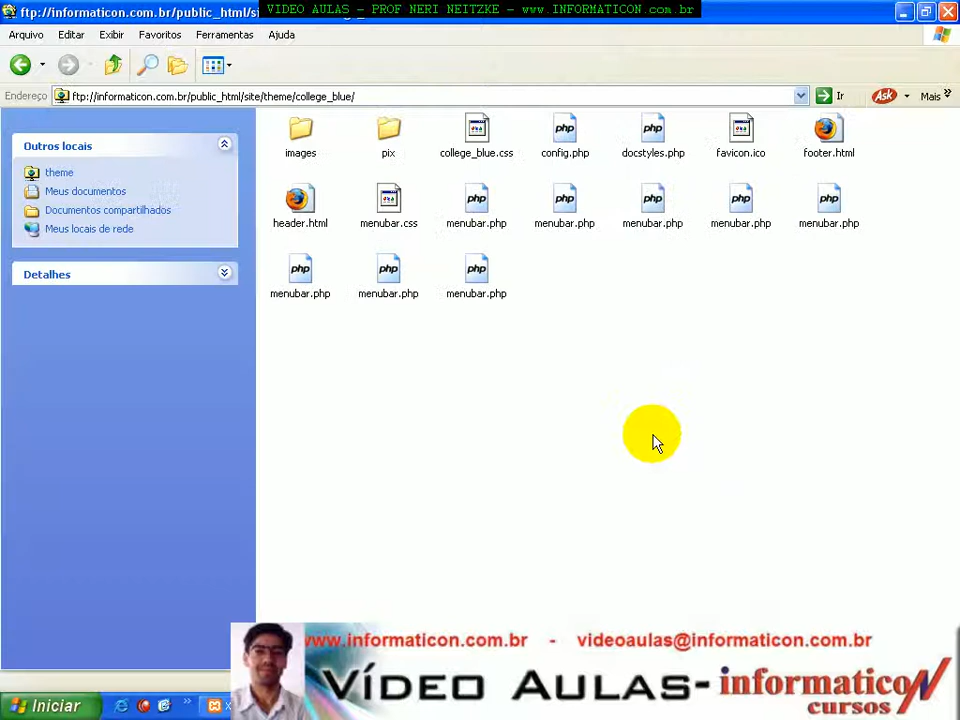 ftp://informaticon.com.br/public_html/si
VIDEO AULAS - PROF NERI NEITZKE - www.INFORMATICON.com.br
Arquivo Editar Exibir Favoritos Ferramentas Ajuda
Endereço ftp://informaticon.com.br/public_html/site/theme/college_blue/ Ir Ask Mais »
Outros locais
theme
Meus documentos
Documentos compartilhados
Meus locais de rede
Detalhes
images pix college_blue.css config.php docstyles.php favicon.ico footer.html
header.html menubar.css menubar.php menubar.php menubar.php menubar.php menubar.php
menubar.php menubar.php menubar.php
www.informaticon.com.br - videoaulas@informaticon.com.br
VÍDEO AULAS- informaticon
cursos
Iniciar